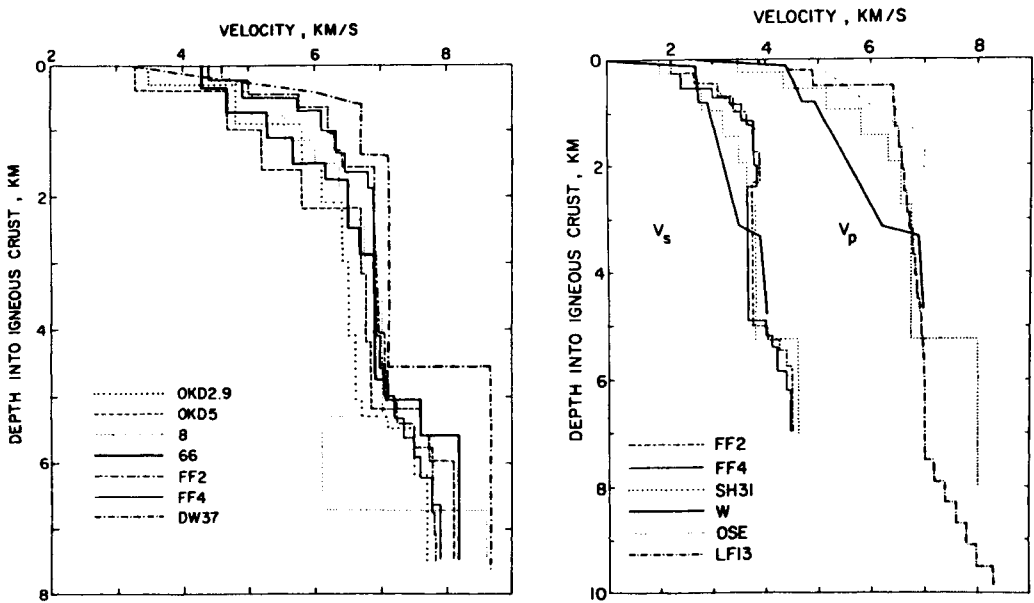 VELOCITY, KM/S
2 4 6 8
0
2
4
6
8
DEPTH INTO IGNEOUS CRUST, KM
OKD2.9
OKD5
8
66
FF2
FF4
DW37
VELOCITY, KM/S
2 4 6 8
0
2
4
6
8
10
DEPTH INTO IGNEOUS CRUST, KM
Vs
Vp
FF2
FF4
SH31
W
OSE
LF13